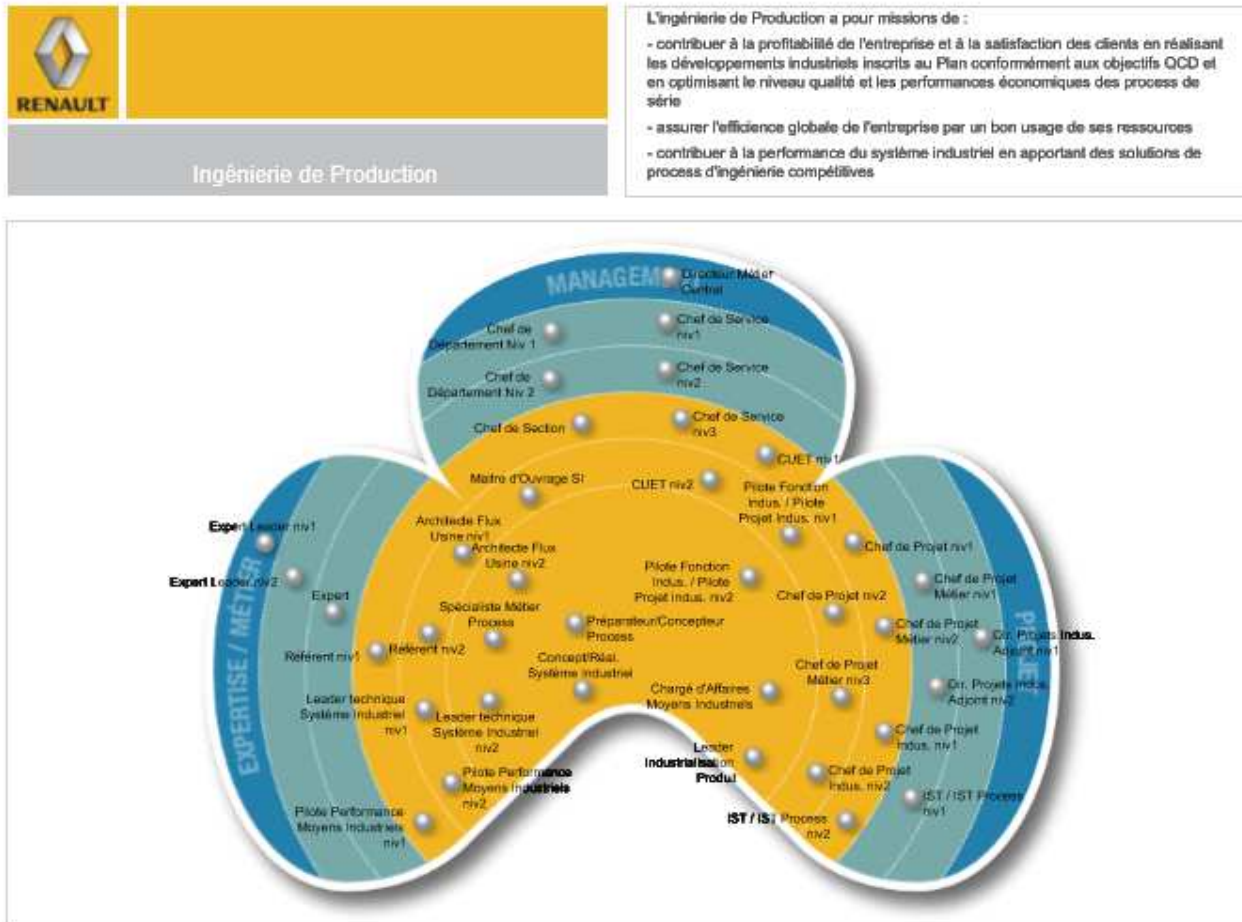 RENAULT
Ingénierie de Production
L'ingénierie de Production a pour missions de :
- contribuer à la profitabilité de l'entreprise et à la satisfaction des clients en réalisant
les développements industriels inscrits au Plan conformément aux objectifs QCD et
en optimisant le niveau qualité et les performances économiques des process de
série
- assurer l'efficience globale de l'entreprise par un bon usage de ses ressources
- contribuer à la performance du système industriel en apportant des solutions de
process d'ingénierie compétitives
MANAGEM
Directeur Métier
Central
Chef de
Département Niv 1
Chef de Service
niv1
Chef de
Département Niv 2
Chef de Service
niv2
Chef de Section
Chef de Service
niv3
CUET niv1
Maitre d'Ouvrage SI
CUET niv2
Pilote Fonction
Indus. / Pilote
Projet Indus. niv1
Architecte Flux
Usine niv1
Architecte Flux
Usine niv2
Chef de Projet niv1
Pilote Fonction
Indus. / Pilote
Projet Indus. niv2
Chef de Projet
Métier niv1
Chef de Projet niv2
Chef de Projet
Métier niv2
Dir. Projets Indus.
Adjoint niv1
Dir. Projets Indus.
Adjoint niv2
Chef de Projet
Métier niv3
Chargé d'Affaires
Moyens Industriels
Chef de Projet
Indus. niv1
Leader
Industrialisation
Produit
Chef de Projet
Indus. niv2
IST / IST Process
niv1
IST / IST Process
niv2
EXPERTISE / MÉTIER
Expert Leader niv1
Expert Leader niv2
Expert
Référent niv1
Référent niv2
Spécialiste Métier
Process
Préparateur/Concepteur
Process
Concept/Réal.
Système Industriel
Leader technique
Système Industriel
niv1
Leader technique
Système Industriel
niv2
Pilote Performance
Moyens Industriels
niv2
Pilote Performance
Moyens Industriels
niv1